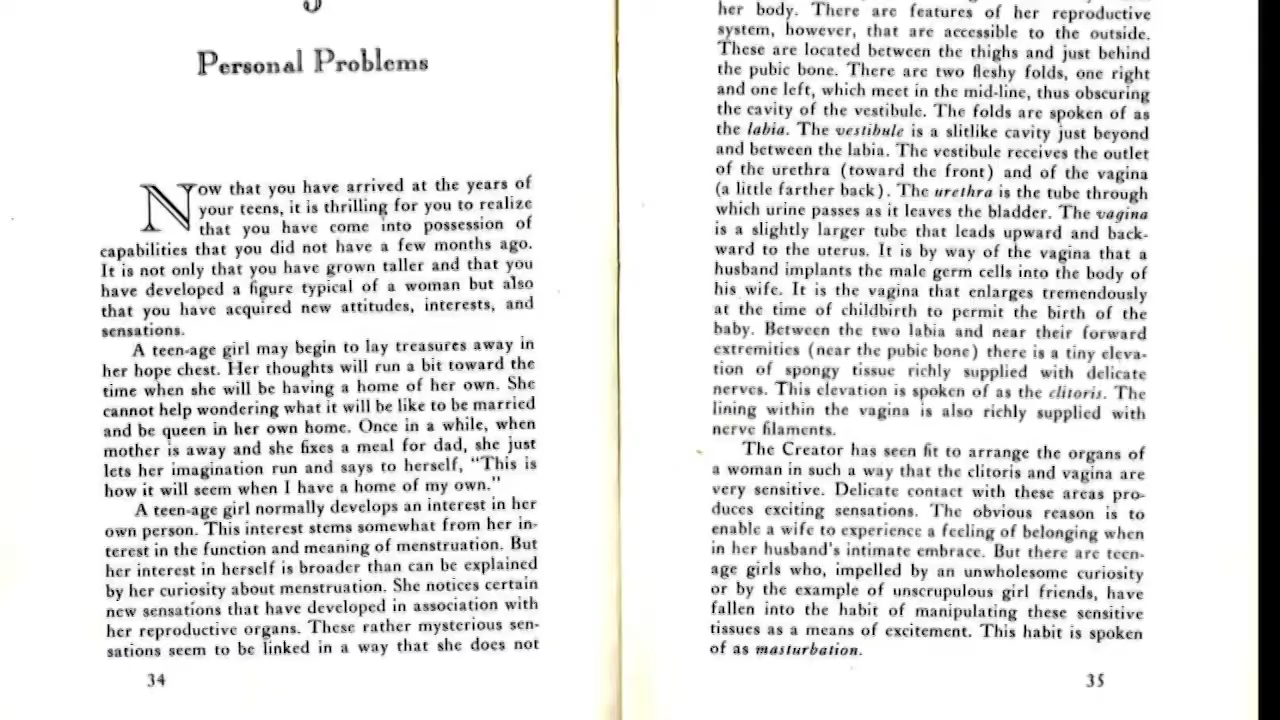 Personal Problems
Now that you have arrived at the years of
your teens, it is thrilling for you to realize
that you have come into possession of
capabilities that you did not have a few months ago.
It is not only that you have grown taller and that you
have developed a figure typical of a woman but also
that you have acquired new attitudes, interests, and
sensations.
A teen-age girl may begin to lay treasures away in
her hope chest. Her thoughts will run a bit toward the
time when she will be having a home of her own. She
cannot help wondering what it will be like to be married
and be queen in her own home. Once in a while, when
mother is away and she fixes a meal for dad, she just
lets her imagination run and says to herself, "This is
how it will seem when I have a home of my own."
A teen-age girl normally develops an interest in her
own person. This interest stems somewhat from her in-
terest in the function and meaning of menstruation. But
her interest in herself is broader than can be explained
by her curiosity about menstruation. She notices certain
new sensations that have developed in association with
her reproductive organs. These rather mysterious sen-
sations seem to be linked in a way that she does not
34
her body. There are features of her reproductive
system, however, that are accessible to the outside.
These are located between the thighs and just behind
the pubic bone. There are two fleshy folds, one right
and one left, which meet in the mid-line, thus obscuring
the cavity of the vestibule. The folds are spoken of as
the labia. The vestibule is a slitlike cavity just beyond
and between the labia. The vestibule receives the outlet
of the urethra (toward the front) and of the vagina
(a little farther back). The urethra is the tube through
which urine passes as it leaves the bladder. The vagina
is a slightly larger tube that leads upward and back-
ward to the uterus. It is by way of the vagina that a
husband implants the male germ cells into the body of
his wife. It is the vagina that enlarges tremendously
at the time of childbirth to permit the birth of the
baby. Between the two labia and near their forward
extremities (near the pubic bone) there is a tiny eleva-
tion of spongy tissue richly supplied with delicate
nerves. This elevation is spoken of as the clitoris. The
lining within the vagina is also richly supplied with
nerve filaments.
The Creator has seen fit to arrange the organs of
a woman in such a way that the clitoris and vagina are
very sensitive. Delicate contact with these areas pro-
duces exciting sensations. The obvious reason is to
enable a wife to experience a feeling of belonging when
in her husband's intimate embrace. But there are teen-
age girls who, impelled by an unwholesome curiosity
or by the example of unscrupulous girl friends, have
fallen into the habit of manipulating these sensitive
tissues as a means of excitement. This habit is spoken
of as masturbation.
35